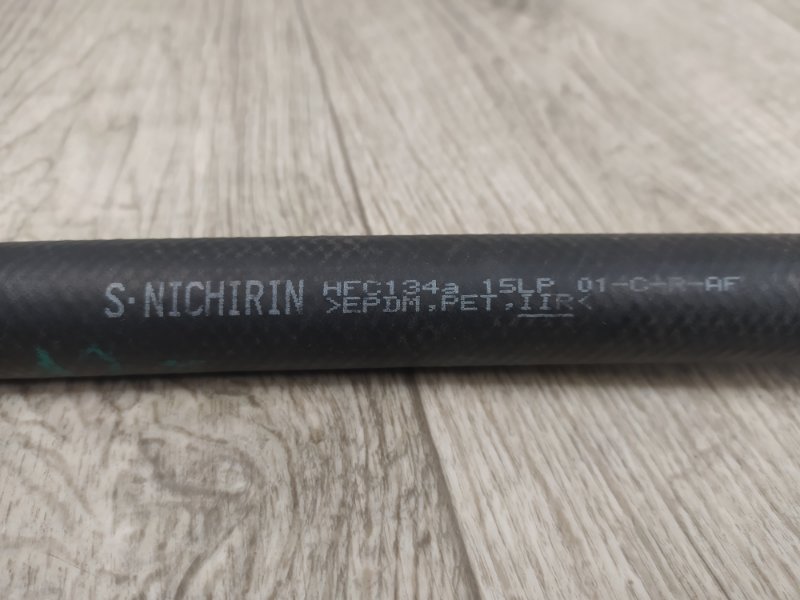 S·NICHIRIN
HFC134a 15LP 01-C-R-AF
>EPDM,PET,IIR<